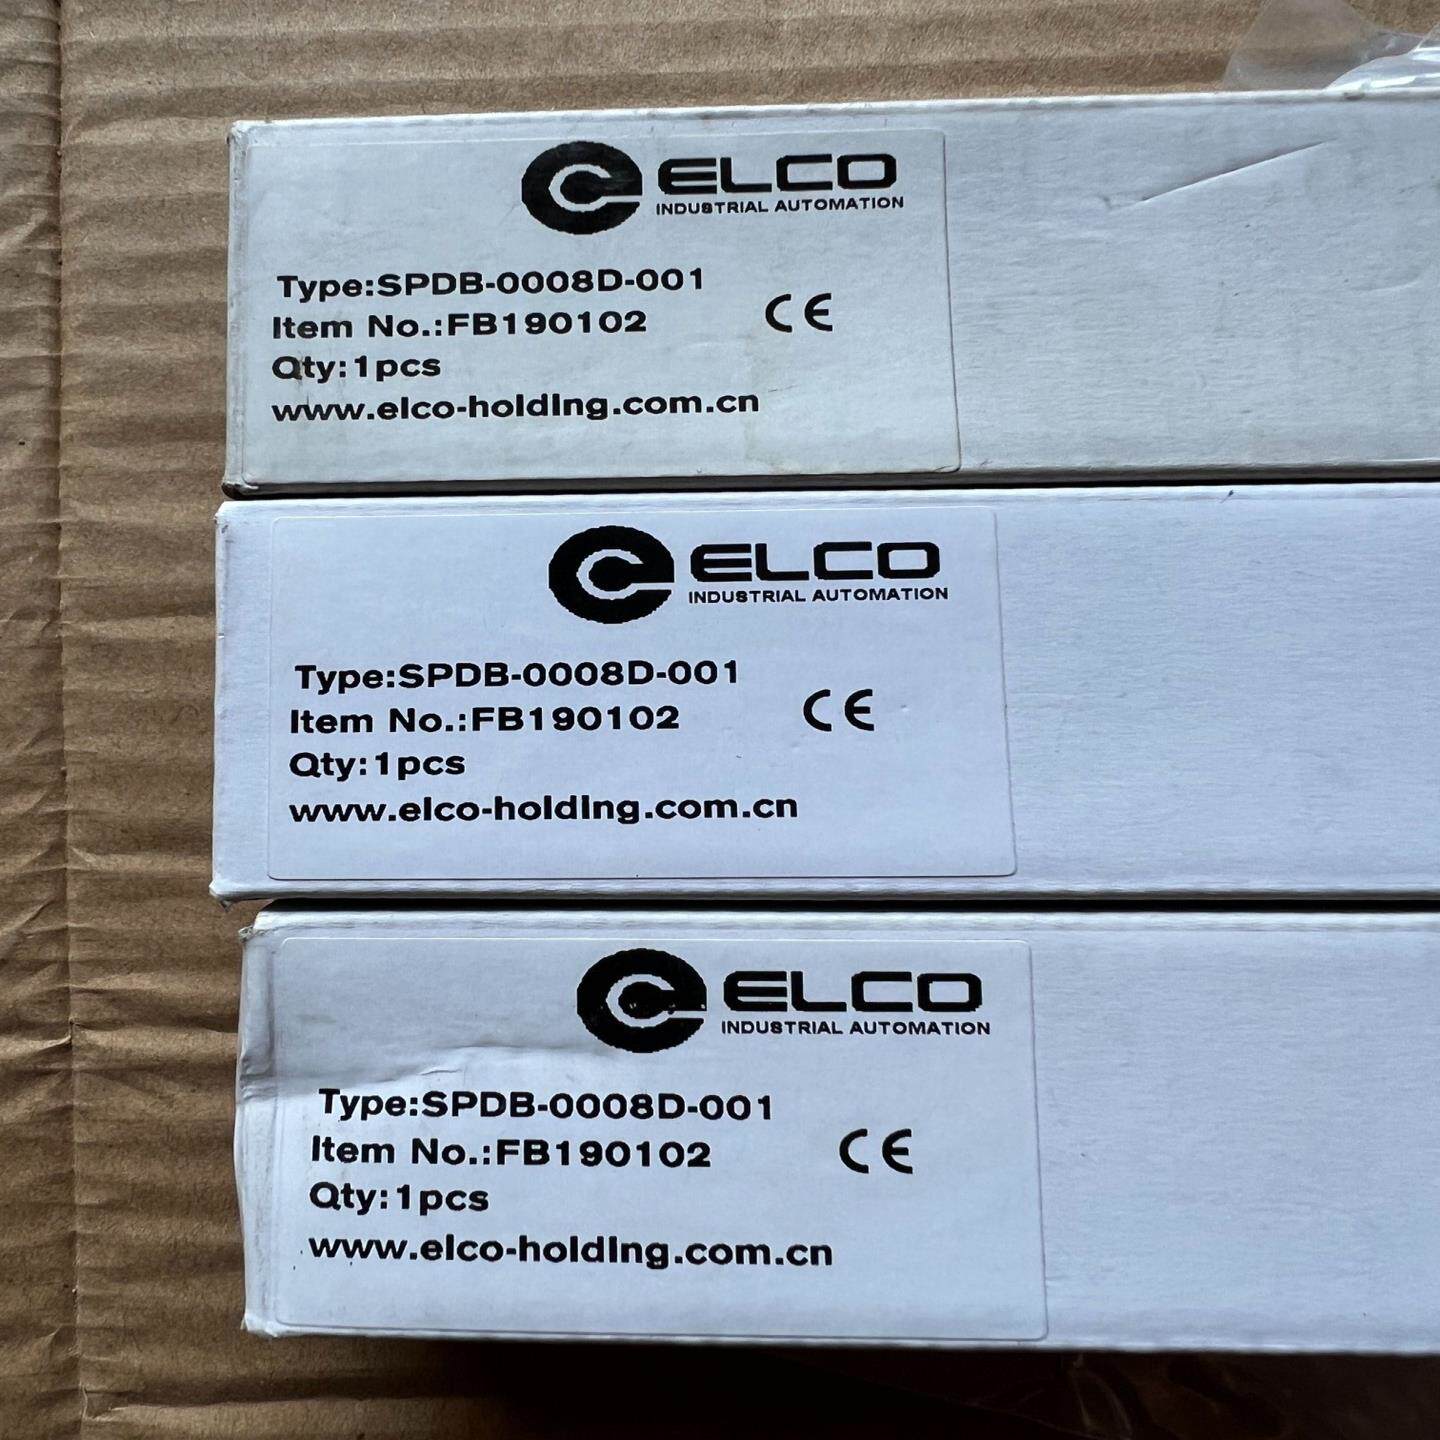 ELCO
INDUSTRIAL AUTOMATION
Type:SPDB-0008D-001
Item No.:FB190102
CE
Qty:1pcs
www.elco-holding.com.cn
ELCO
INDUSTRIAL AUTOMATION
Type:SPDB-0008D-001
Item No.:FB190102
CE
Qty:1pcs
www.elco-holding.com.cn
ELCO
INDUSTRIAL AUTOMATION
Type:SPDB-0008D-001
Item No.:FB190102
CE
Qty:1pcs
www.elco-holding.com.cn